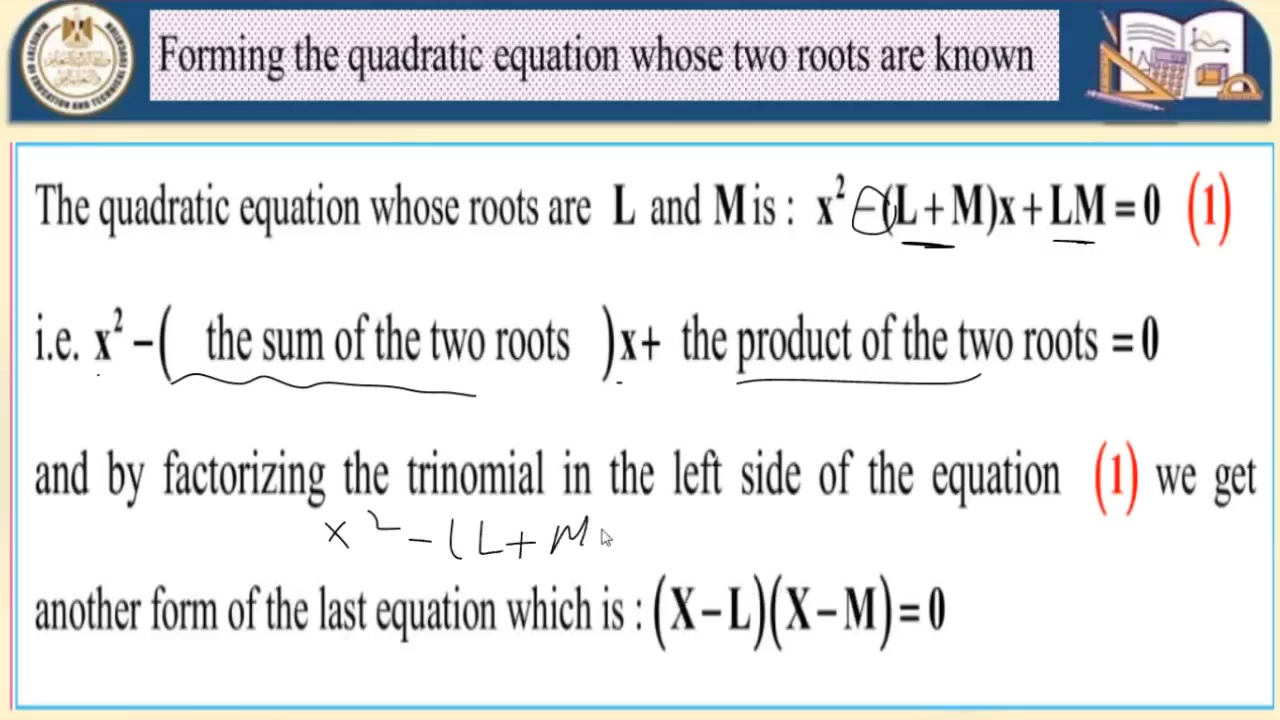 Forming the quadratic equation whose two roots are known
The quadratic equation whose roots are L and M is : x² −(L + M)x + LM = 0 (1)
i.e. x² −( the sum of the two roots )x+ the product of the two roots = 0
and by factorizing the trinomial in the left side of the equation (1) we get
x² − (L + M
another form of the last equation which is : (X − L)(X − M) = 0